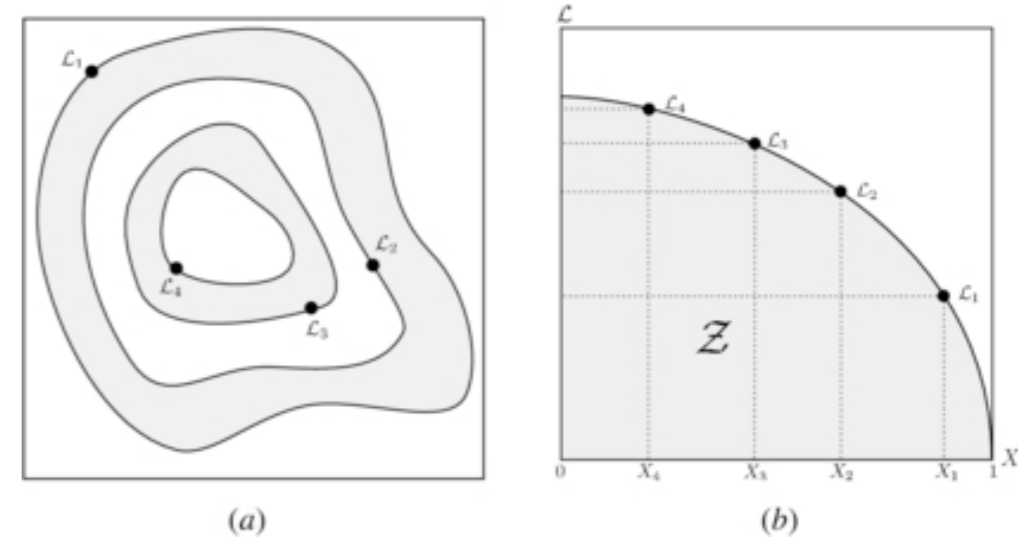 ℒ
ℒ₁
ℒ₄
ℒ₃
ℒ₂
ℒ₂
ℒ₄
ℒ₁
ℒ₃
𝒵
0 X₄ X₃ X₂ X₁ 1 X
(a) (b)